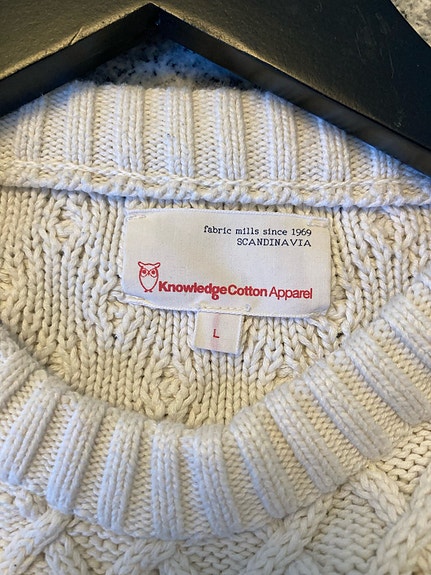 fabric mills since 1969
SCANDINAVIA
KnowledgeCotton Apparel
L